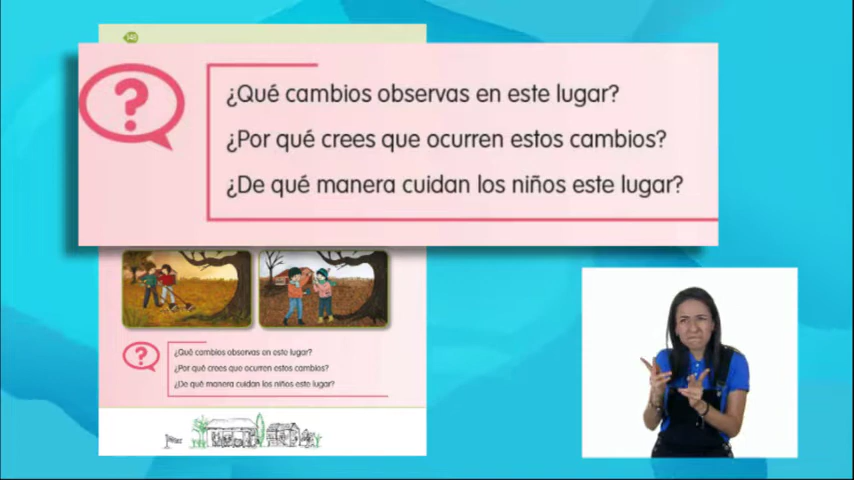 148
¿Qué cambios observas en este lugar?
¿Por qué crees que ocurren estos cambios?
¿De qué manera cuidan los niños este lugar?
¿Qué cambios observas en este lugar?
¿Por qué crees que ocurren estos cambios?
¿De qué manera cuidan los niños este lugar?